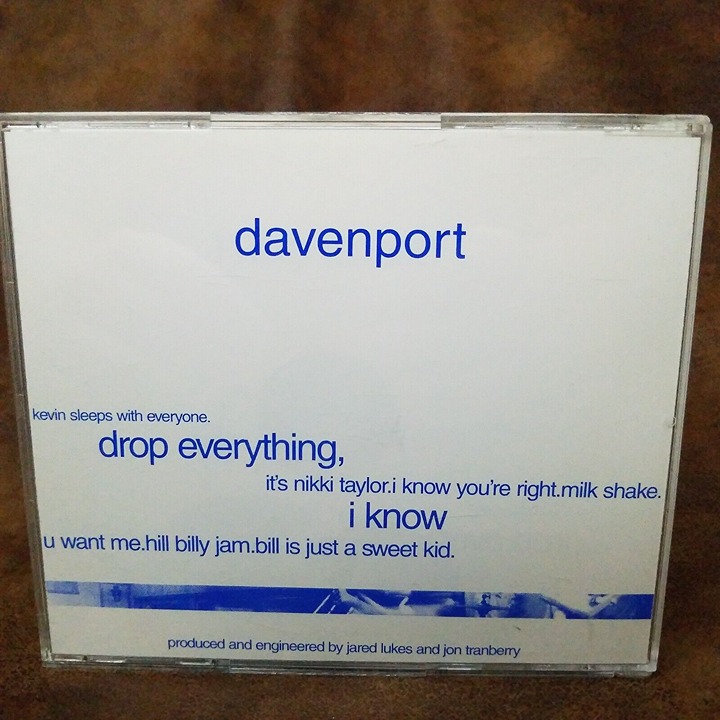 davenport
kevin sleeps with everyone.
drop everything,
it's nikki taylor.i know you're right.milk shake.
i know
u want me.hill billy jam.bill is just a sweet kid.
produced and engineered by jared lukes and jon tranberry